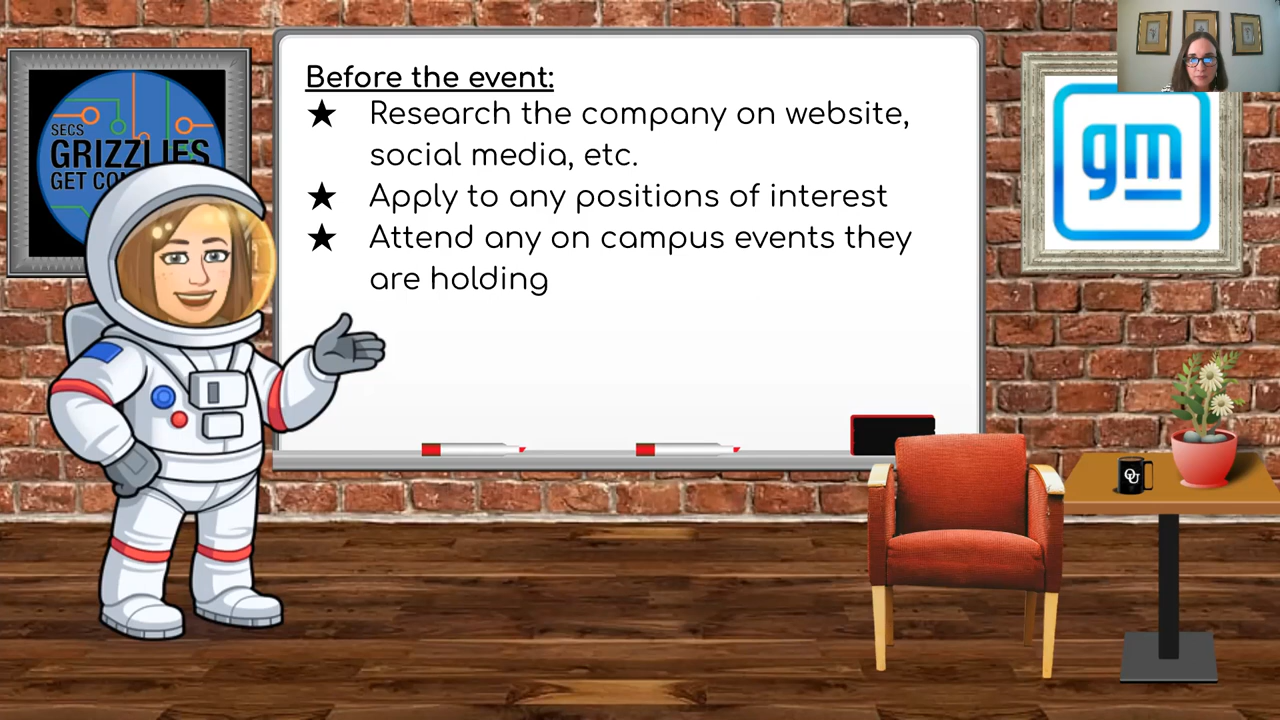 Before the event:
★ Research the company on website,
social media, etc.
★ Apply to any positions of interest
★ Attend any on campus events they
are holding
SECS
GRIZZLIES
GET
gm
OU